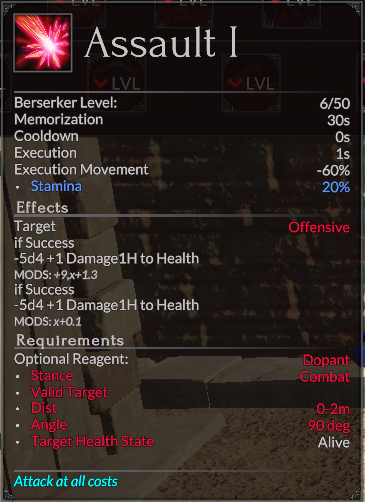 LVL
LVL
LVL
Assault I
LVL
LVL
Berserker Level: 6/50
Memorization 30s
Cooldown 0s
Execution 1s
Execution Movement -60%
• Stamina 20%
Effects
Target Offensive
if Success
-5d4 +1 Damage1H to Health
MODS: +9,x+1.3
if Success
-5d4 +1 Damage1H to Health
MODS: x+0.1
Requirements
Optional Reagent: Dopant
• Stance Combat
• Valid Target
• Dist 0-2m
• Angle 90 deg
• Target Health State Alive
Attack at all costs